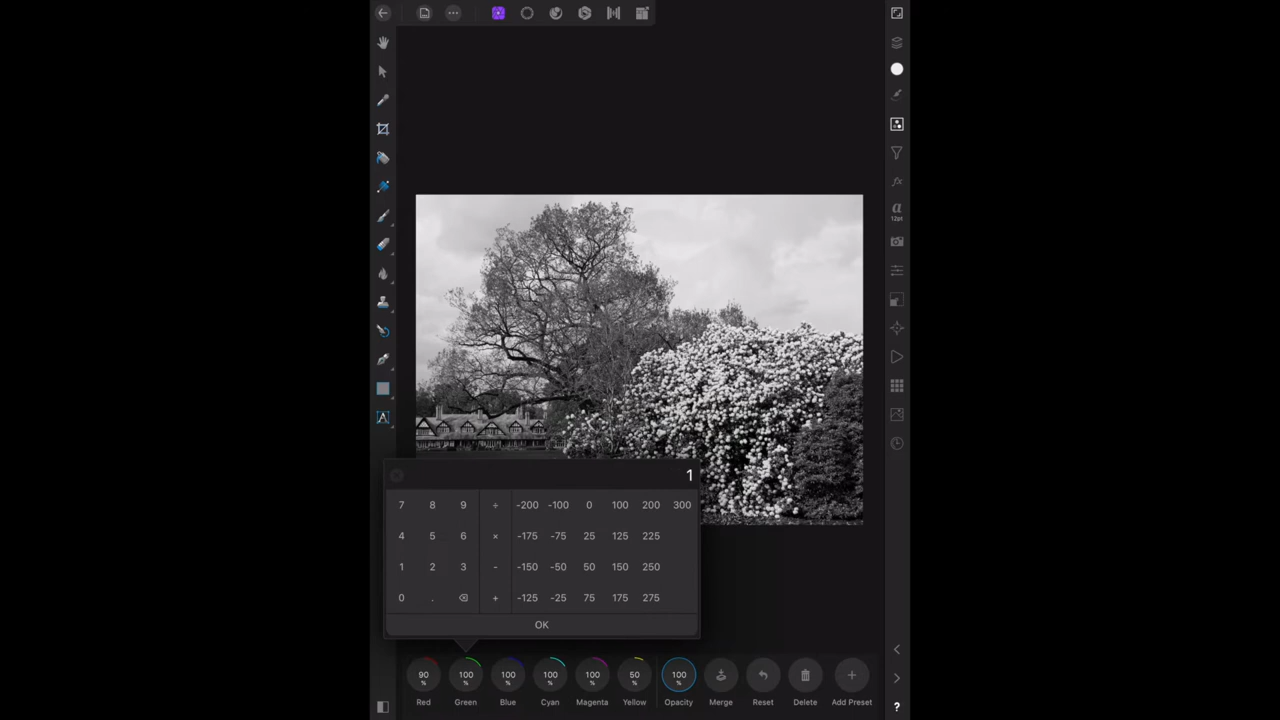 a
12pt
1
7 8 9 ÷ -200 -100 0 100 200 300
4 5 6 × -175 -75 25 125 225
1 2 3 - -150 -50 50 150 250
0 . + -125 -25 75 175 275
OK
90 % 100 % 100 % 100 % 100 % 50 % 100 %
Red Green Blue Cyan Magenta Yellow Opacity Merge Reset Delete Add Preset
fx
A
?